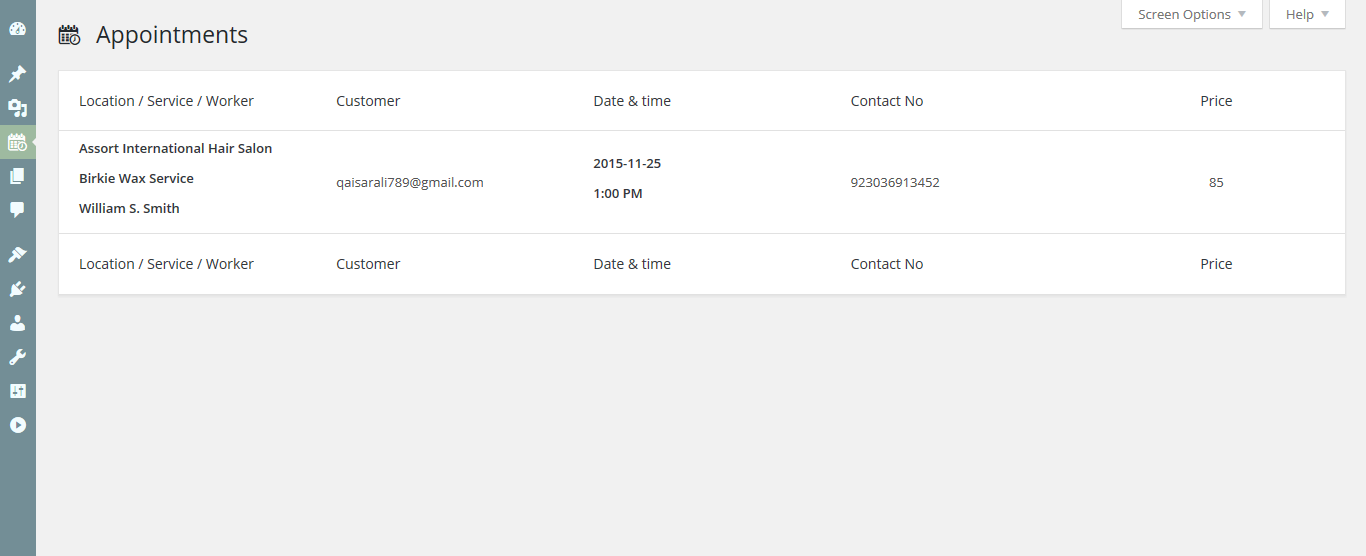 Screen Options
Help
Appointments
Location / Service / Worker Customer Date & time Contact No Price
Assort International Hair Salon
Birkie Wax Service
William S. Smith
qaisarali789@gmail.com
2015-11-25
1:00 PM
923036913452
85
Location / Service / Worker Customer Date & time Contact No Price